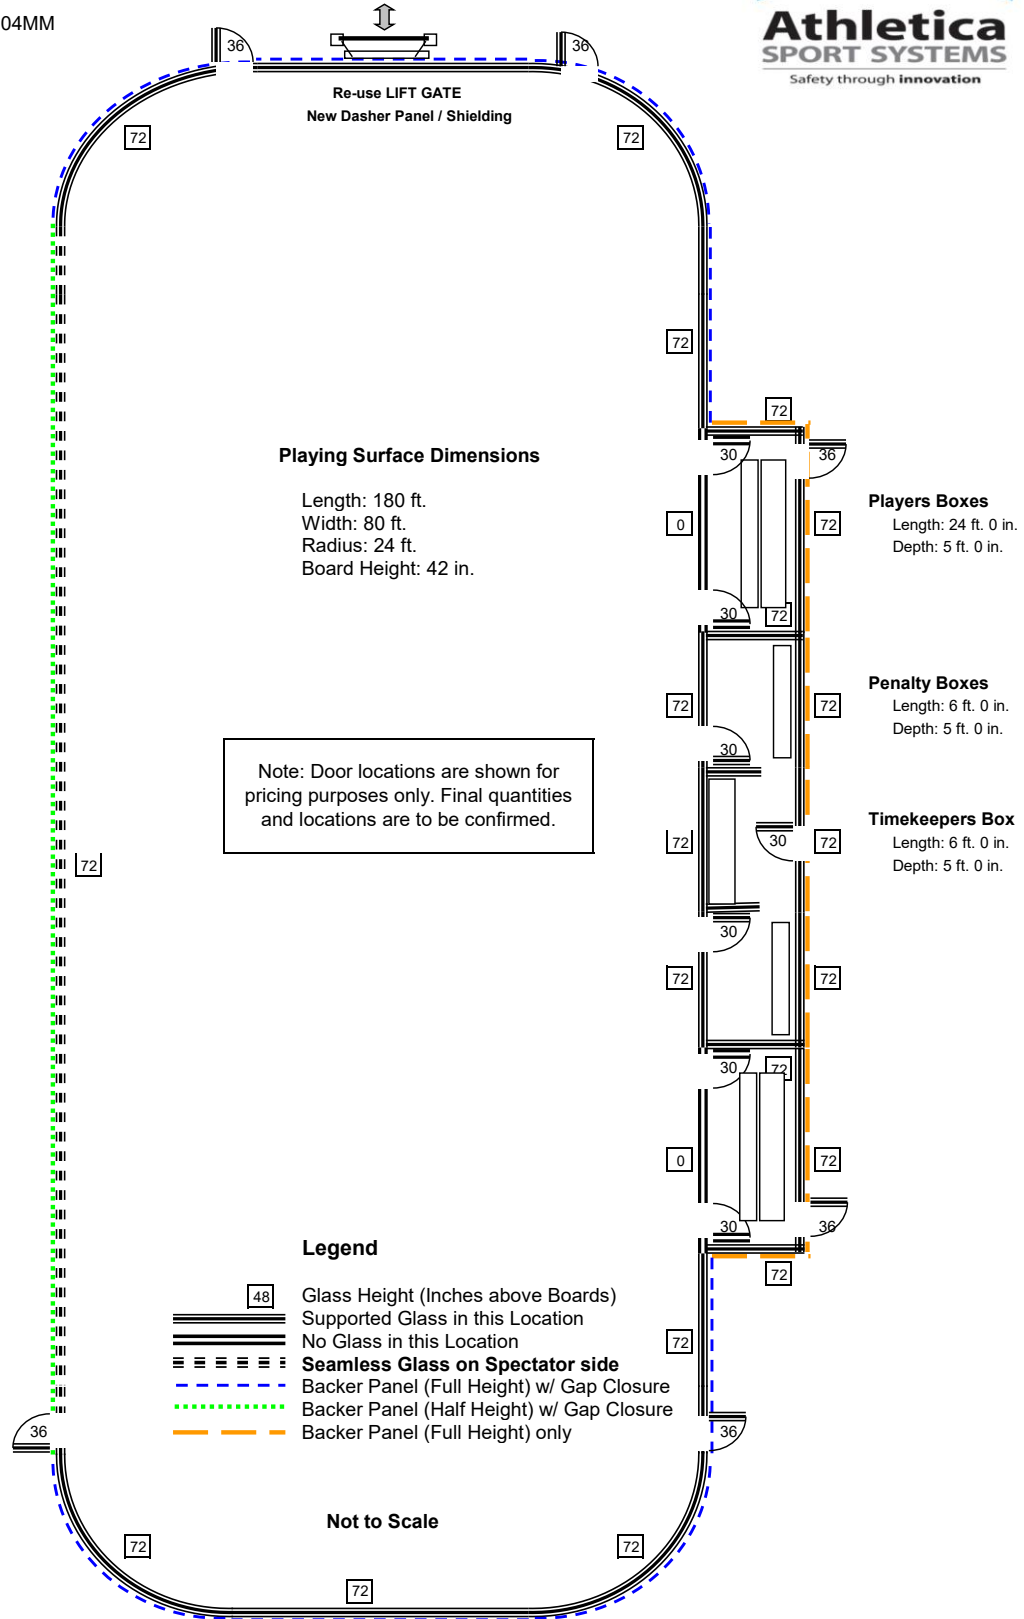 04MM
Athletica
SPORT SYSTEMS
Safety through innovation
36
36
Re-use LIFT GATE
New Dasher Panel / Shielding
72
72
72
72
Playing Surface Dimensions
30
36
Length: 180 ft.
Width: 80 ft.
Radius: 24 ft.
Board Height: 42 in.
0
72
Players Boxes
Length: 24 ft. 0 in.
Depth: 5 ft. 0 in.
30
72
72
72
Penalty Boxes
Length: 6 ft. 0 in.
Depth: 5 ft. 0 in.
30
Note: Door locations are shown for
pricing purposes only. Final quantities
and locations are to be confirmed.
72
30
72
Timekeepers Box
Length: 6 ft. 0 in.
Depth: 5 ft. 0 in.
72
30
72
72
30
72
0
72
30
36
72
Legend
48 Glass Height (Inches above Boards)
Supported Glass in this Location
No Glass in this Location
Seamless Glass on Spectator side
Backer Panel (Full Height) w/ Gap Closure
Backer Panel (Half Height) w/ Gap Closure
Backer Panel (Full Height) only
72
36
36
Not to Scale
72
72
72